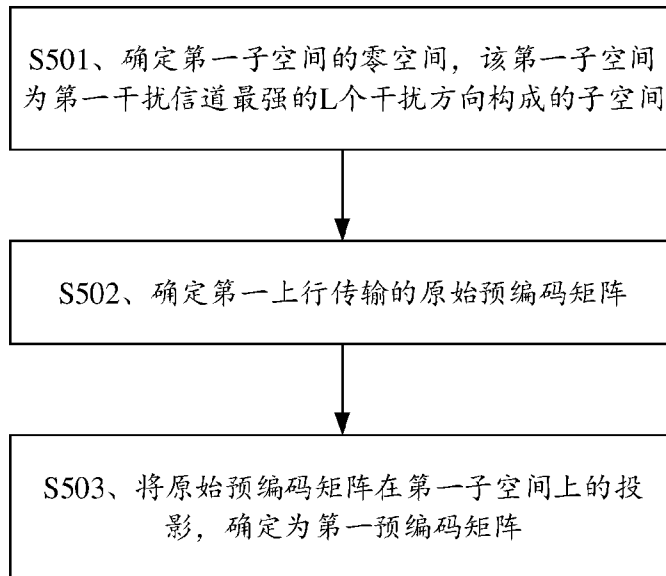 S501、确定第一子空间的零空间，该第一子空间
为第一干扰信道最强的L个干扰方向构成的子空间
S502、确定第一上行传输的原始预编码矩阵
S503、将原始预编码矩阵在第一子空间上的投
影，确定为第一预编码矩阵